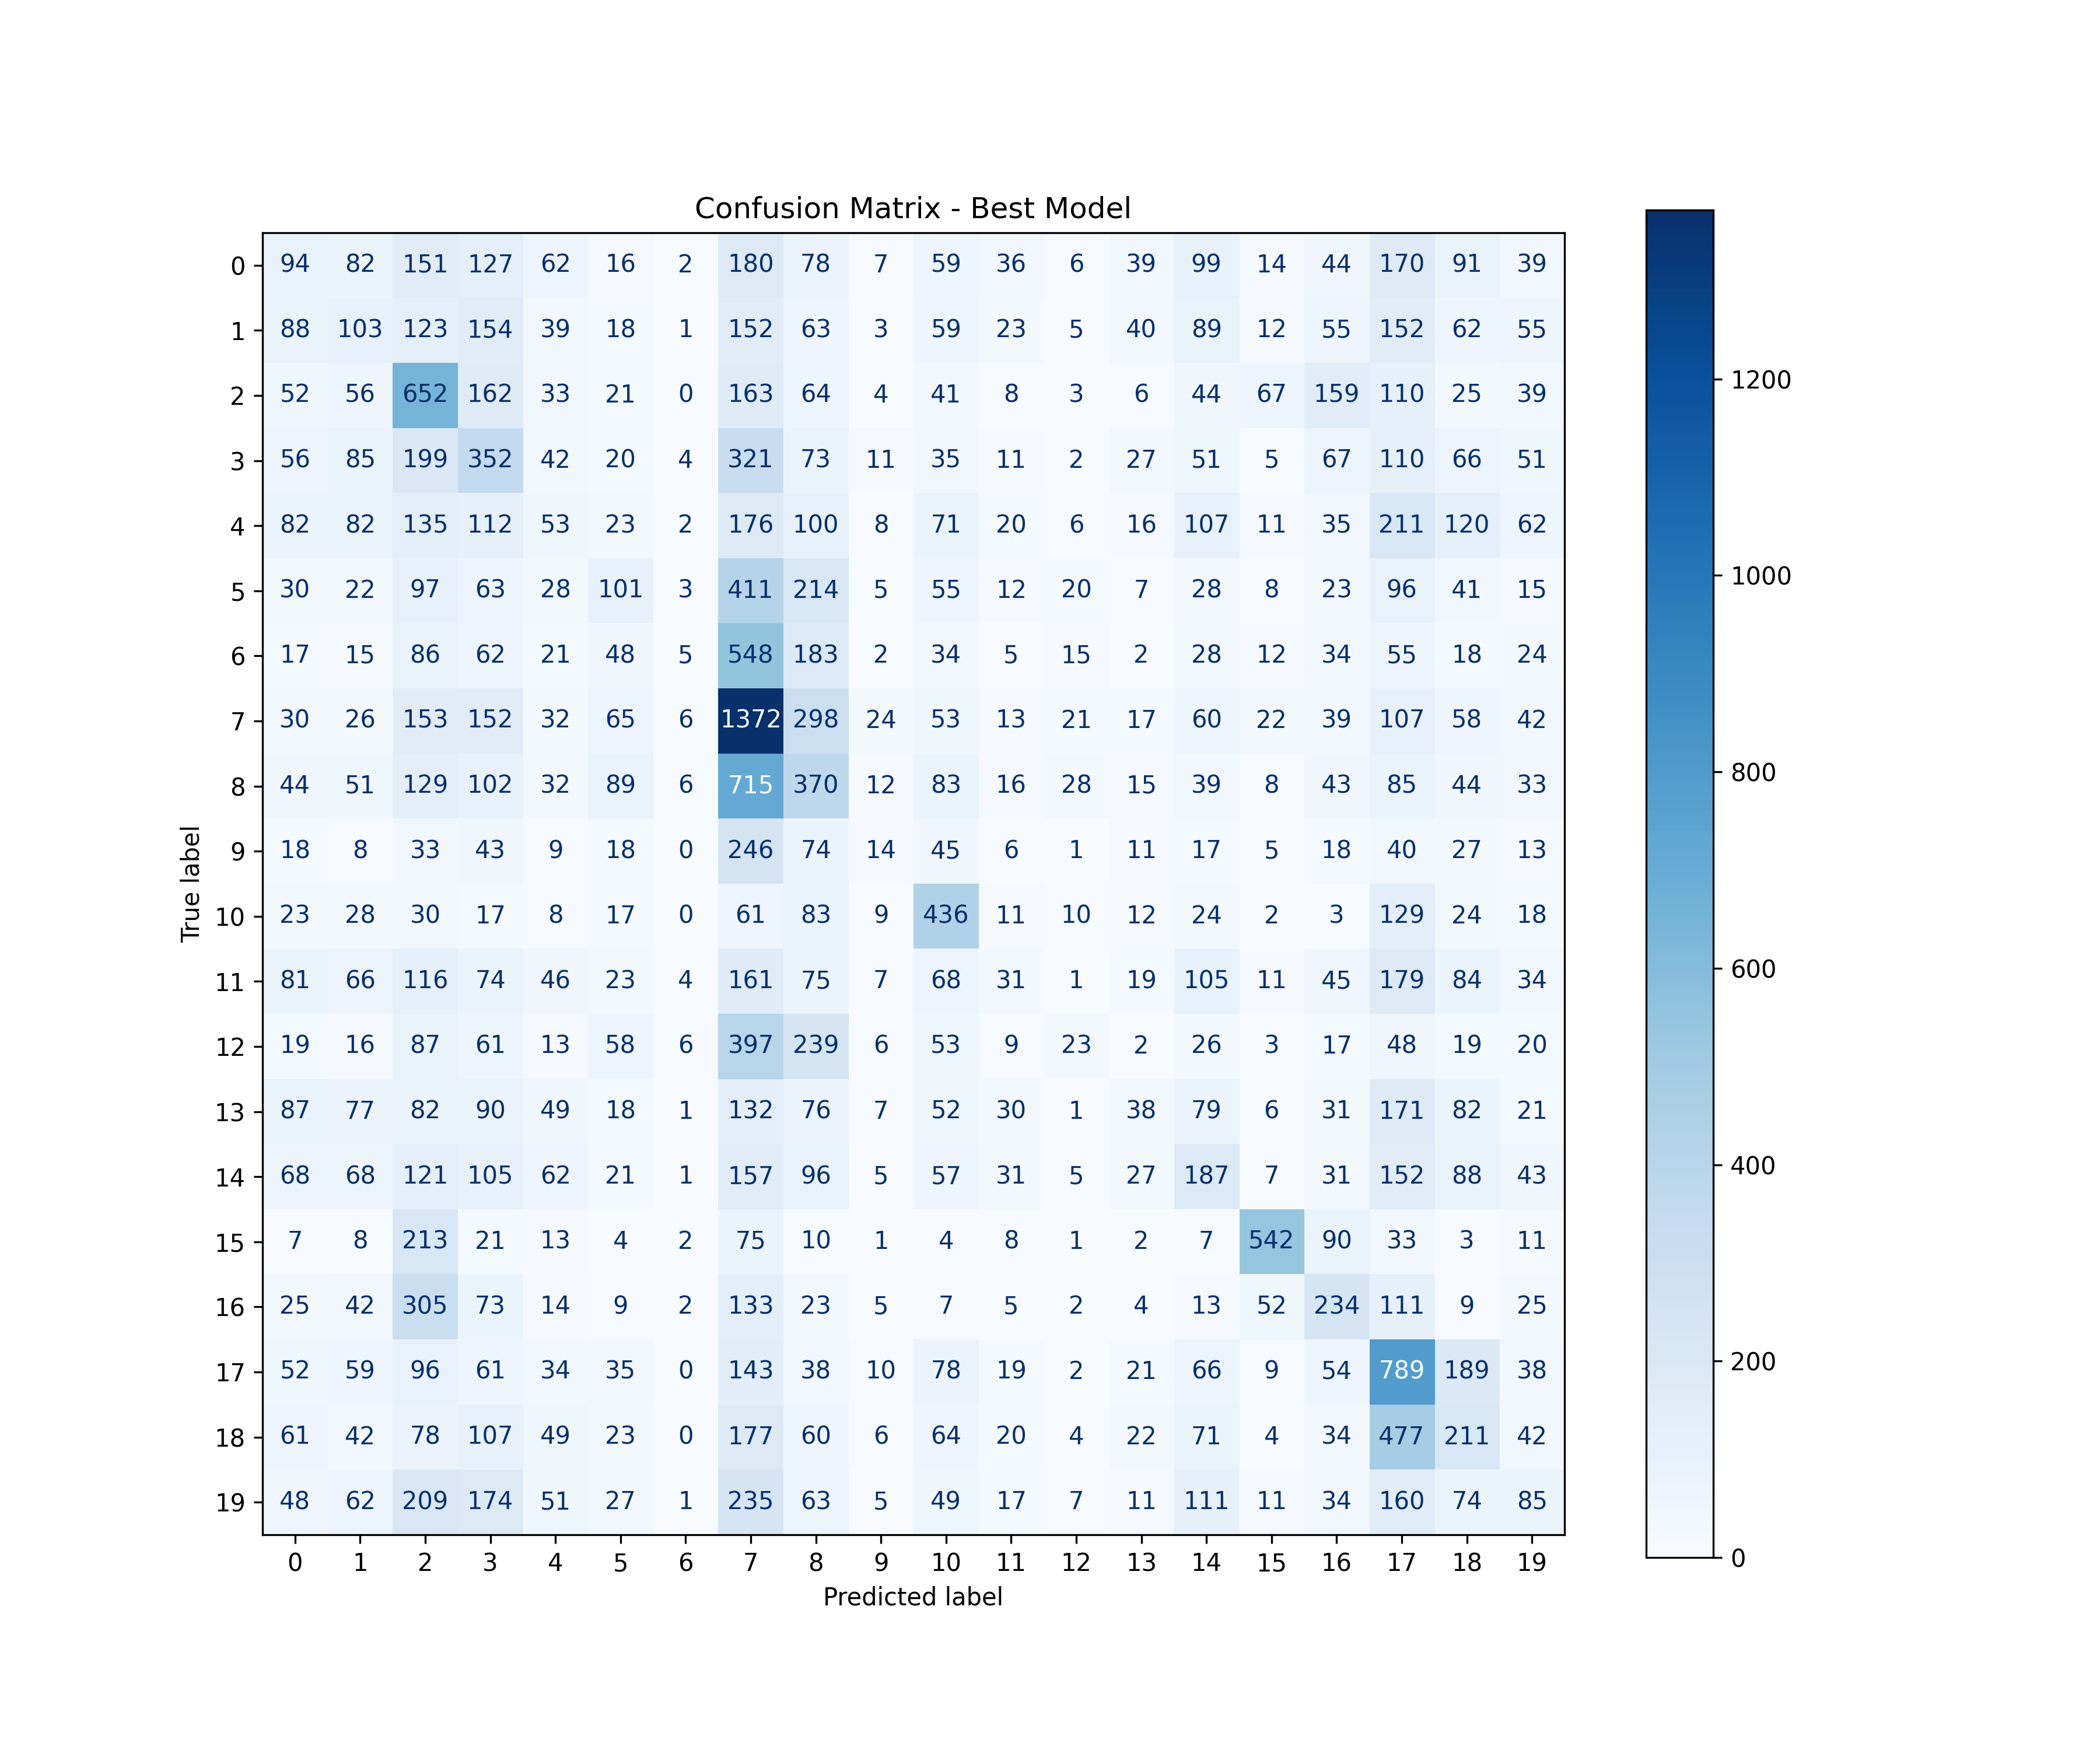 Confusion Matrix - Best Model
0 94 82 151 127 62 16 2 180 78 7 59 36 6 39 99 14 44 170 91 39
1 88 103 123 154 39 18 1 152 63 3 59 23 5 40 89 12 55 152 62 55
2 52 56 652 162 33 21 0 163 64 4 41 8 3 6 44 67 159 110 25 39
3 56 85 199 352 42 20 4 321 73 11 35 11 2 27 51 5 67 110 66 51
4 82 82 135 112 53 23 2 176 100 8 71 20 6 16 107 11 35 211 120 62
5 30 22 97 63 28 101 3 411 214 5 55 12 20 7 28 8 23 96 41 15
6 17 15 86 62 21 48 5 548 183 2 34 5 15 2 28 12 34 55 18 24
7 30 26 153 152 32 65 6 1372 298 24 53 13 21 17 60 22 39 107 58 42
8 44 51 129 102 32 89 6 715 370 12 83 16 28 15 39 8 43 85 44 33
9 18 8 33 43 9 18 0 246 74 14 45 6 1 11 17 5 18 40 27 13
10 23 28 30 17 8 17 0 61 83 9 436 11 10 12 24 2 3 129 24 18
11 81 66 116 74 46 23 4 161 75 7 68 31 1 19 105 11 45 179 84 34
12 19 16 87 61 13 58 6 397 239 6 53 9 23 2 26 3 17 48 19 20
13 87 77 82 90 49 18 1 132 76 7 52 30 1 38 79 6 31 171 82 21
14 68 68 121 105 62 21 1 157 96 5 57 31 5 27 187 7 31 152 88 43
15 7 8 213 21 13 4 2 75 10 1 4 8 1 2 7 542 90 33 3 11
16 25 42 305 73 14 9 2 133 23 5 7 5 2 4 13 52 234 111 9 25
17 52 59 96 61 34 35 0 143 38 10 78 19 2 21 66 9 54 789 189 38
18 61 42 78 107 49 23 0 177 60 6 64 20 4 22 71 4 34 477 211 42
19 48 62 209 174 51 27 1 235 63 5 49 17 7 11 111 11 34 160 74 85
0 1 2 3 4 5 6 7 8 9 10 11 12 13 14 15 16 17 18 19
Predicted label
True label
1200
1000
800
600
400
200
0